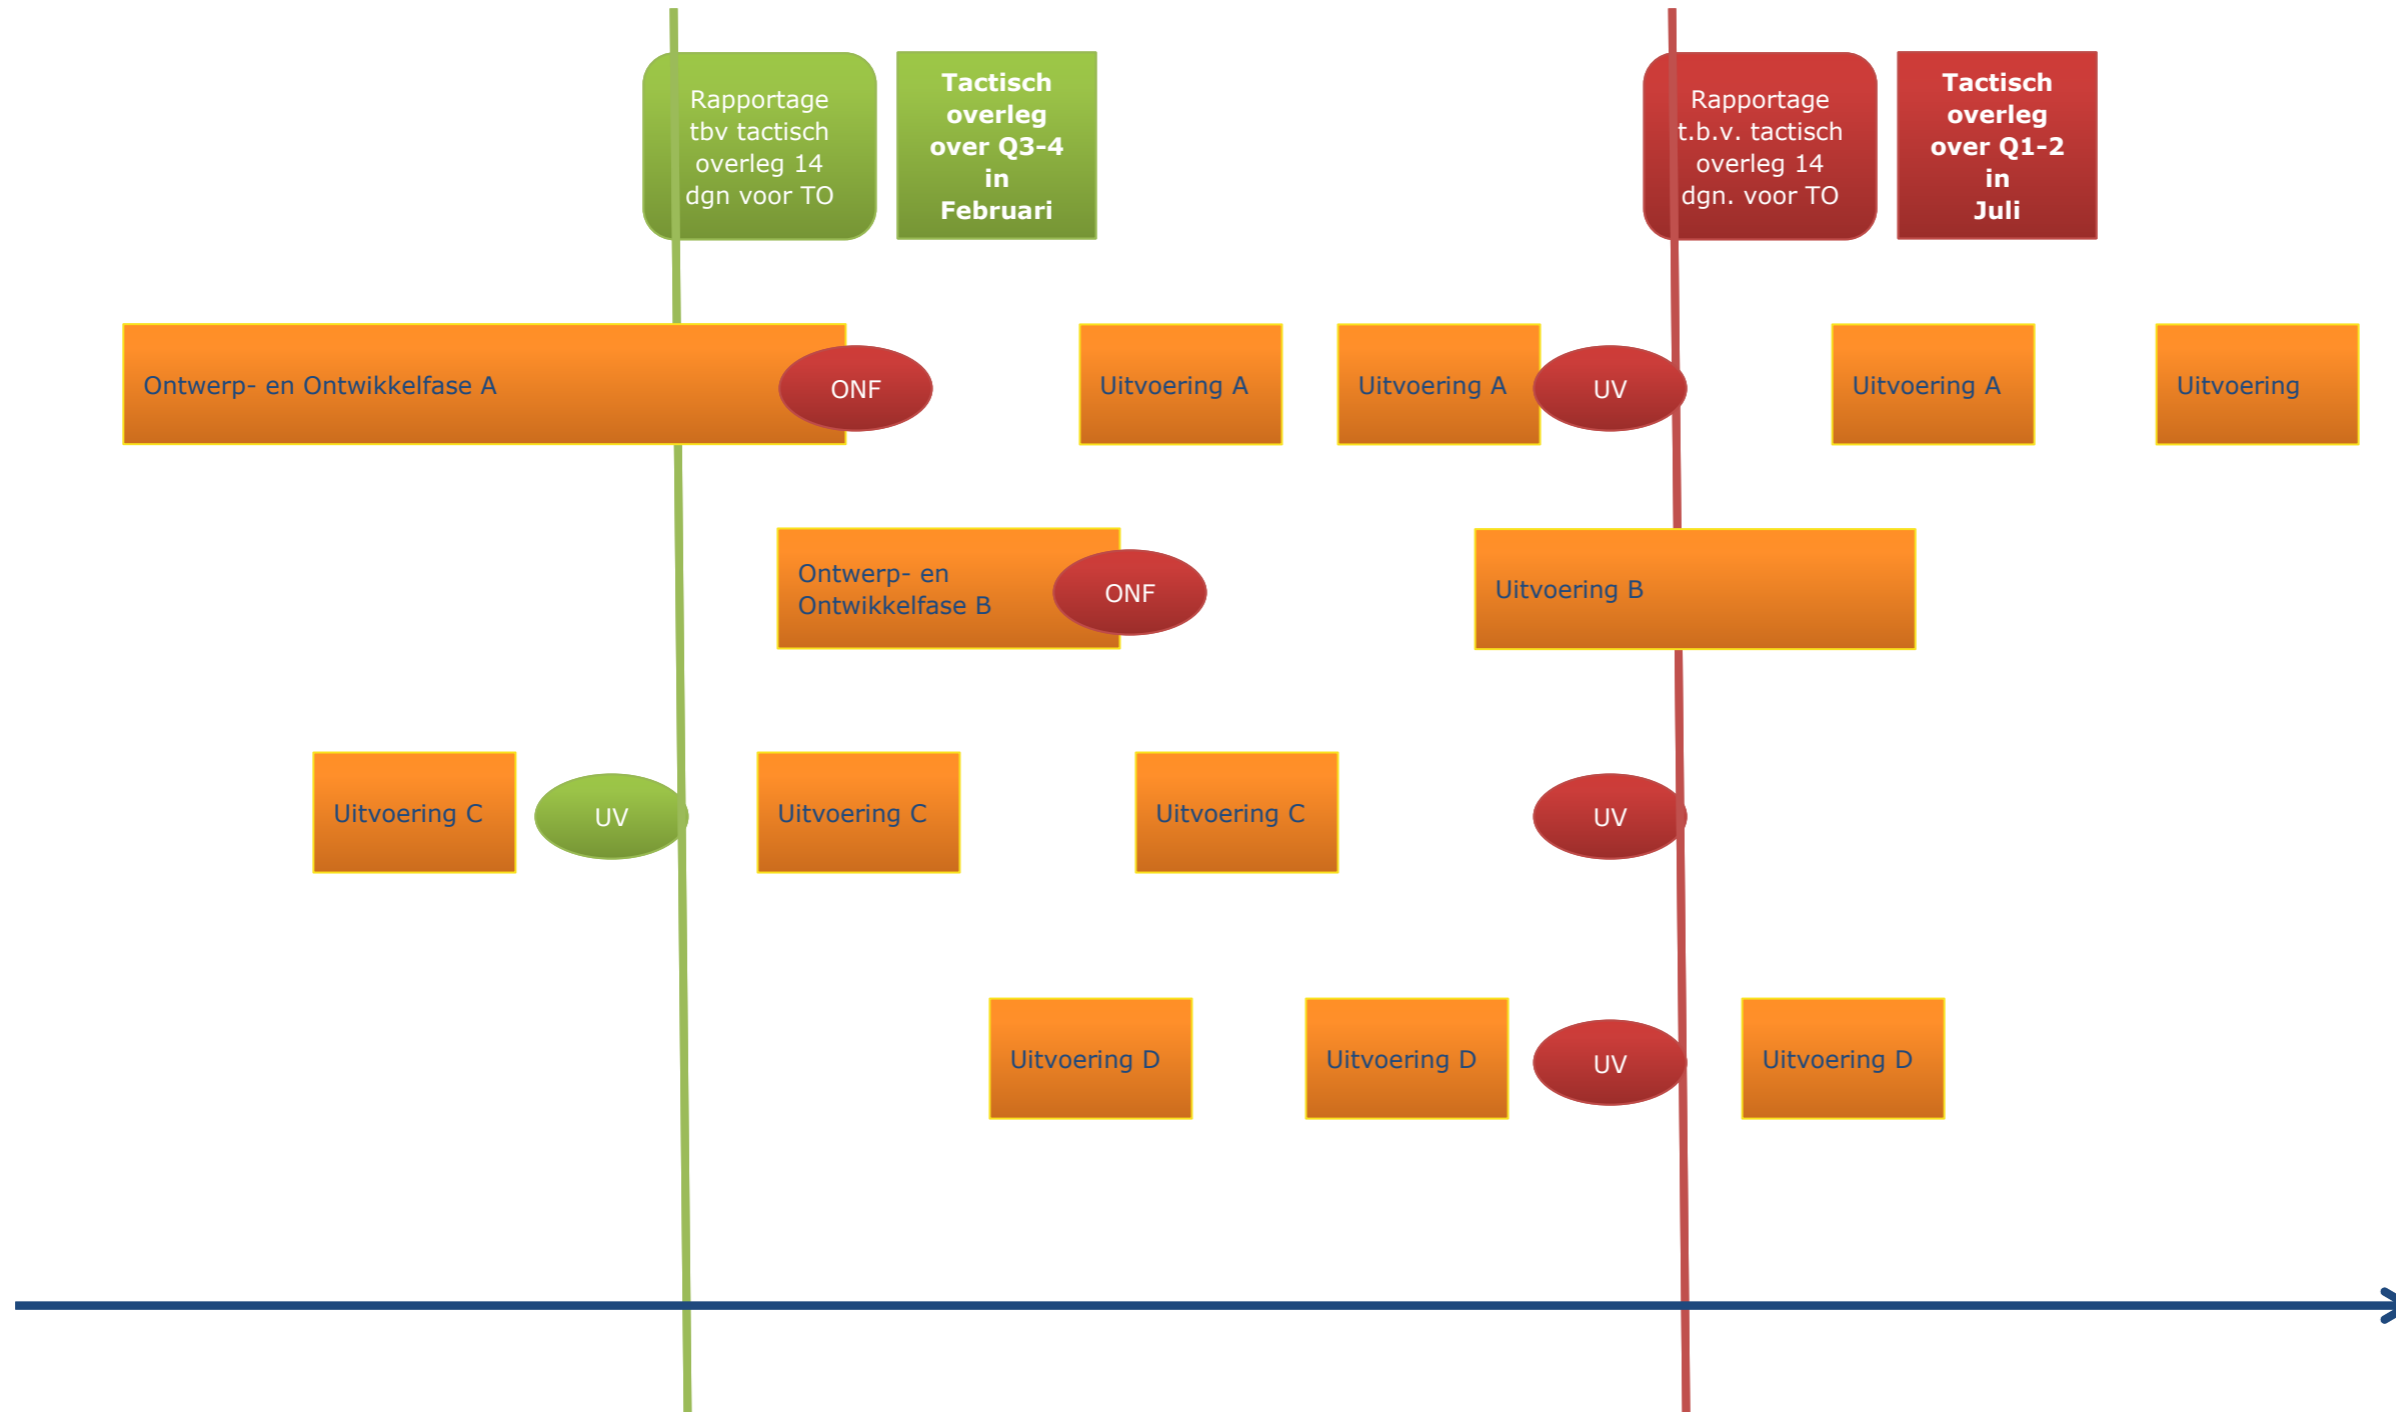 Rapportage
tbv tactisch
overleg 14
dgn voor TO
Tactisch
overleg
over Q3-4
in
Februari
Rapportage
t.b.v. tactisch
overleg 14
dgn. voor TO
Tactisch
overleg
over Q1-2
in
Juli
Ontwerp- en Ontwikkelfase A
ONF
Uitvoering A
Uitvoering A
UV
Uitvoering A
Uitvoering
Ontwerp- en
Ontwikkelfase B
ONF
Uitvoering B
Uitvoering C
UV
Uitvoering C
Uitvoering C
UV
Uitvoering D
Uitvoering D
UV
Uitvoering D